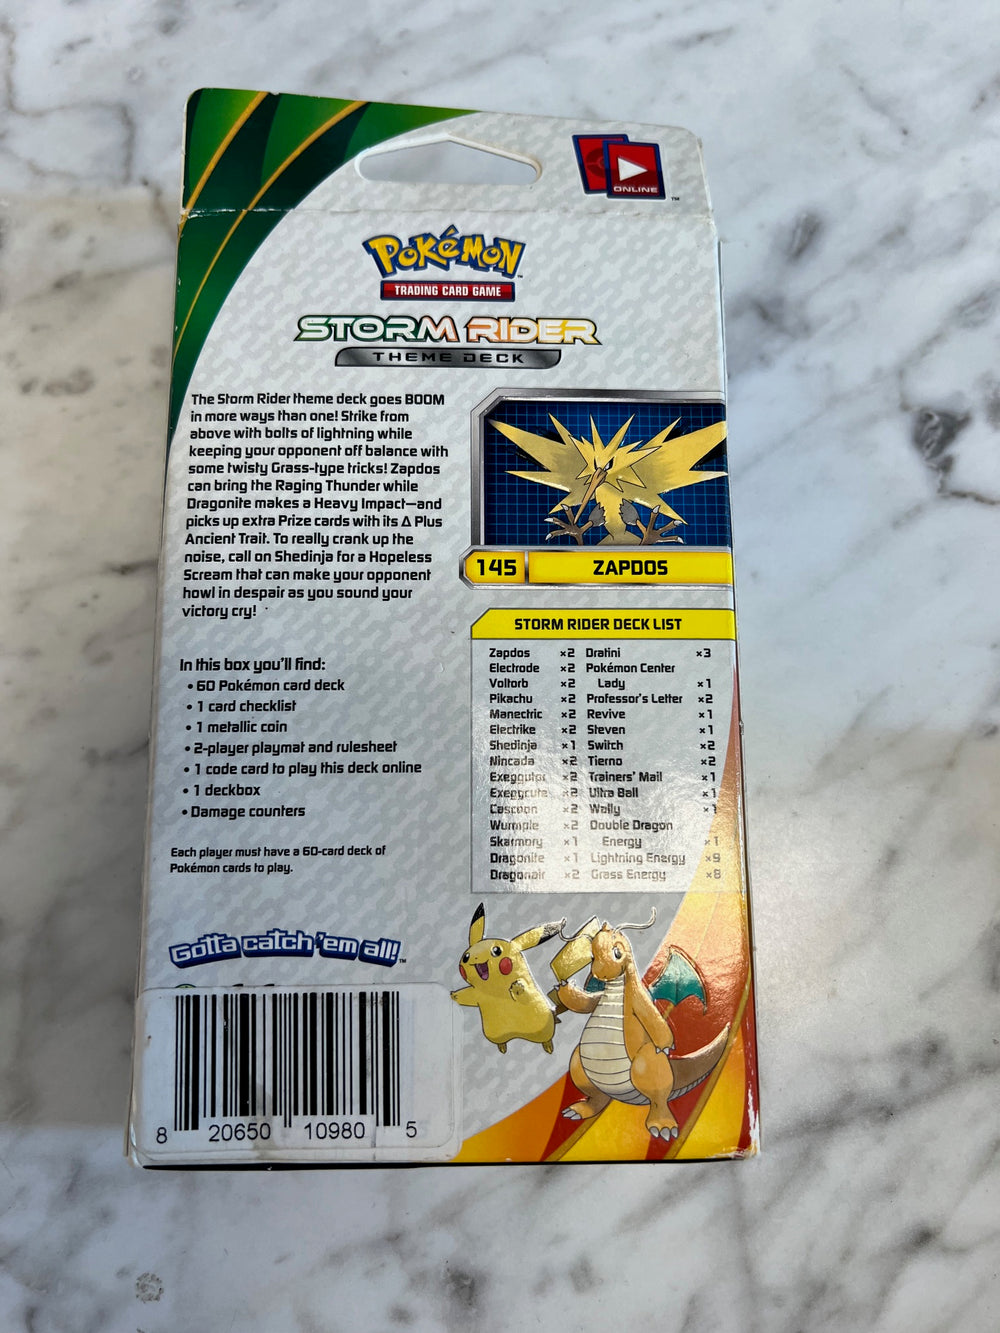 ONLINE
™
POKéMON
™
TRADING CARD GAME
STORM RIDER
THEME DECK
The Storm Rider theme deck goes BOOM
in more ways than one! Strike from
above with bolts of lightning while
keeping your opponent off balance with
some twisty Grass-type tricks! Zapdos
can bring the Raging Thunder while
Dragonite makes a Heavy Impact—and
picks up extra Prize cards with its Δ Plus
Ancient Trait. To really crank up the
noise, call on Shedinja for a Hopeless
Scream that can make your opponent
howl in despair as you sound your
victory cry!
In this box you'll find:
• 60 Pokémon card deck
• 1 card checklist
• 1 metallic coin
• 2-player playmat and rulesheet
• 1 code card to play this deck online
• 1 deckbox
• Damage counters
Each player must have a 60-card deck of
Pokémon cards to play.
Gotta catch 'em all!™
145 ZAPDOS
STORM RIDER DECK LIST
Zapdos ×2
Electrode ×2
Voltorb ×2
Pikachu ×2
Manectric ×2
Electrike ×2
Shedinja ×1
Nincada ×2
Exeggutor ×2
Exeggcute ×2
Cascoon ×2
Wurmple ×2
Skarmory ×1
Dragonite ×1
Dragonair ×2
Dratini ×3
Pokémon Center
Lady ×1
Professor's Letter ×2
Revive ×1
Steven ×1
Switch ×2
Tierno ×2
Trainers' Mail ×1
Ultra Ball ×1
Wally ×1
Double Dragon
Energy ×1
Lightning Energy ×9
Grass Energy ×8
8 20650 10980 5